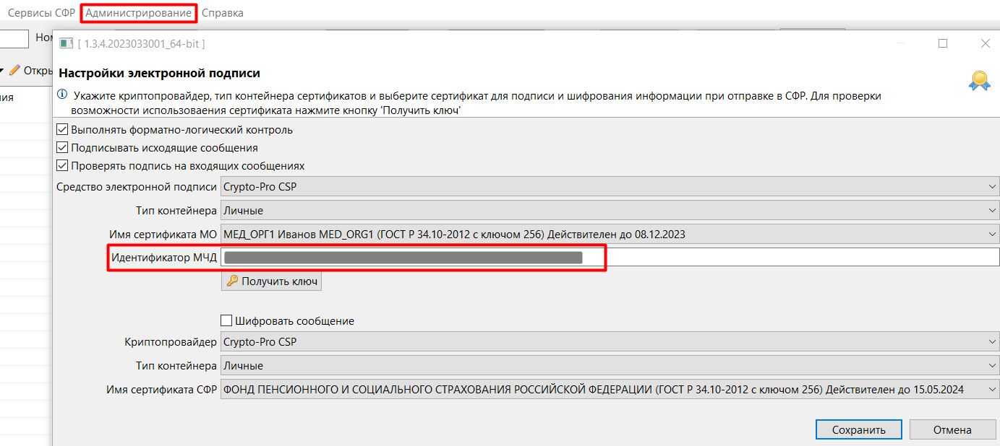 Сервисы СФР Администрирование Справка
Ном
[ 1.3.4.2023033001_64-bit ]
Откры
Настройки электронной подписи
ия
Укажите криптопровайдер, тип контейнера сертификатов и выберите сертификат для подписи и шифрования информации при отправке в СФР. Для проверки
возможности использоваения сертификата нажмите кнопку 'Получить ключ'
Выполнять форматно-логический контроль
Подписывать исходящие сообщения
Проверять подпись на входящих сообщениях
Средство электронной подписи Crypto-Pro CSP
Тип контейнера Личные
Имя сертификата МО МЕД_ОРГ1 Иванов MED_ORG1 (ГОСТ Р 34.10-2012 с ключом 256) Действителен до 08.12.2023
Идентификатор МЧД
Получить ключ
Шифровать сообщение
Криптопровайдер Crypto-Pro CSP
Тип контейнера Личные
Имя сертификата СФР ФОНД ПЕНСИОННОГО И СОЦИАЛЬНОГО СТРАХОВАНИЯ РОССИЙСКОЙ ФЕДЕРАЦИИ (ГОСТ Р 34.10-2012 с ключом 256) Действителен до 15.05.2024
Сохранить Отмена